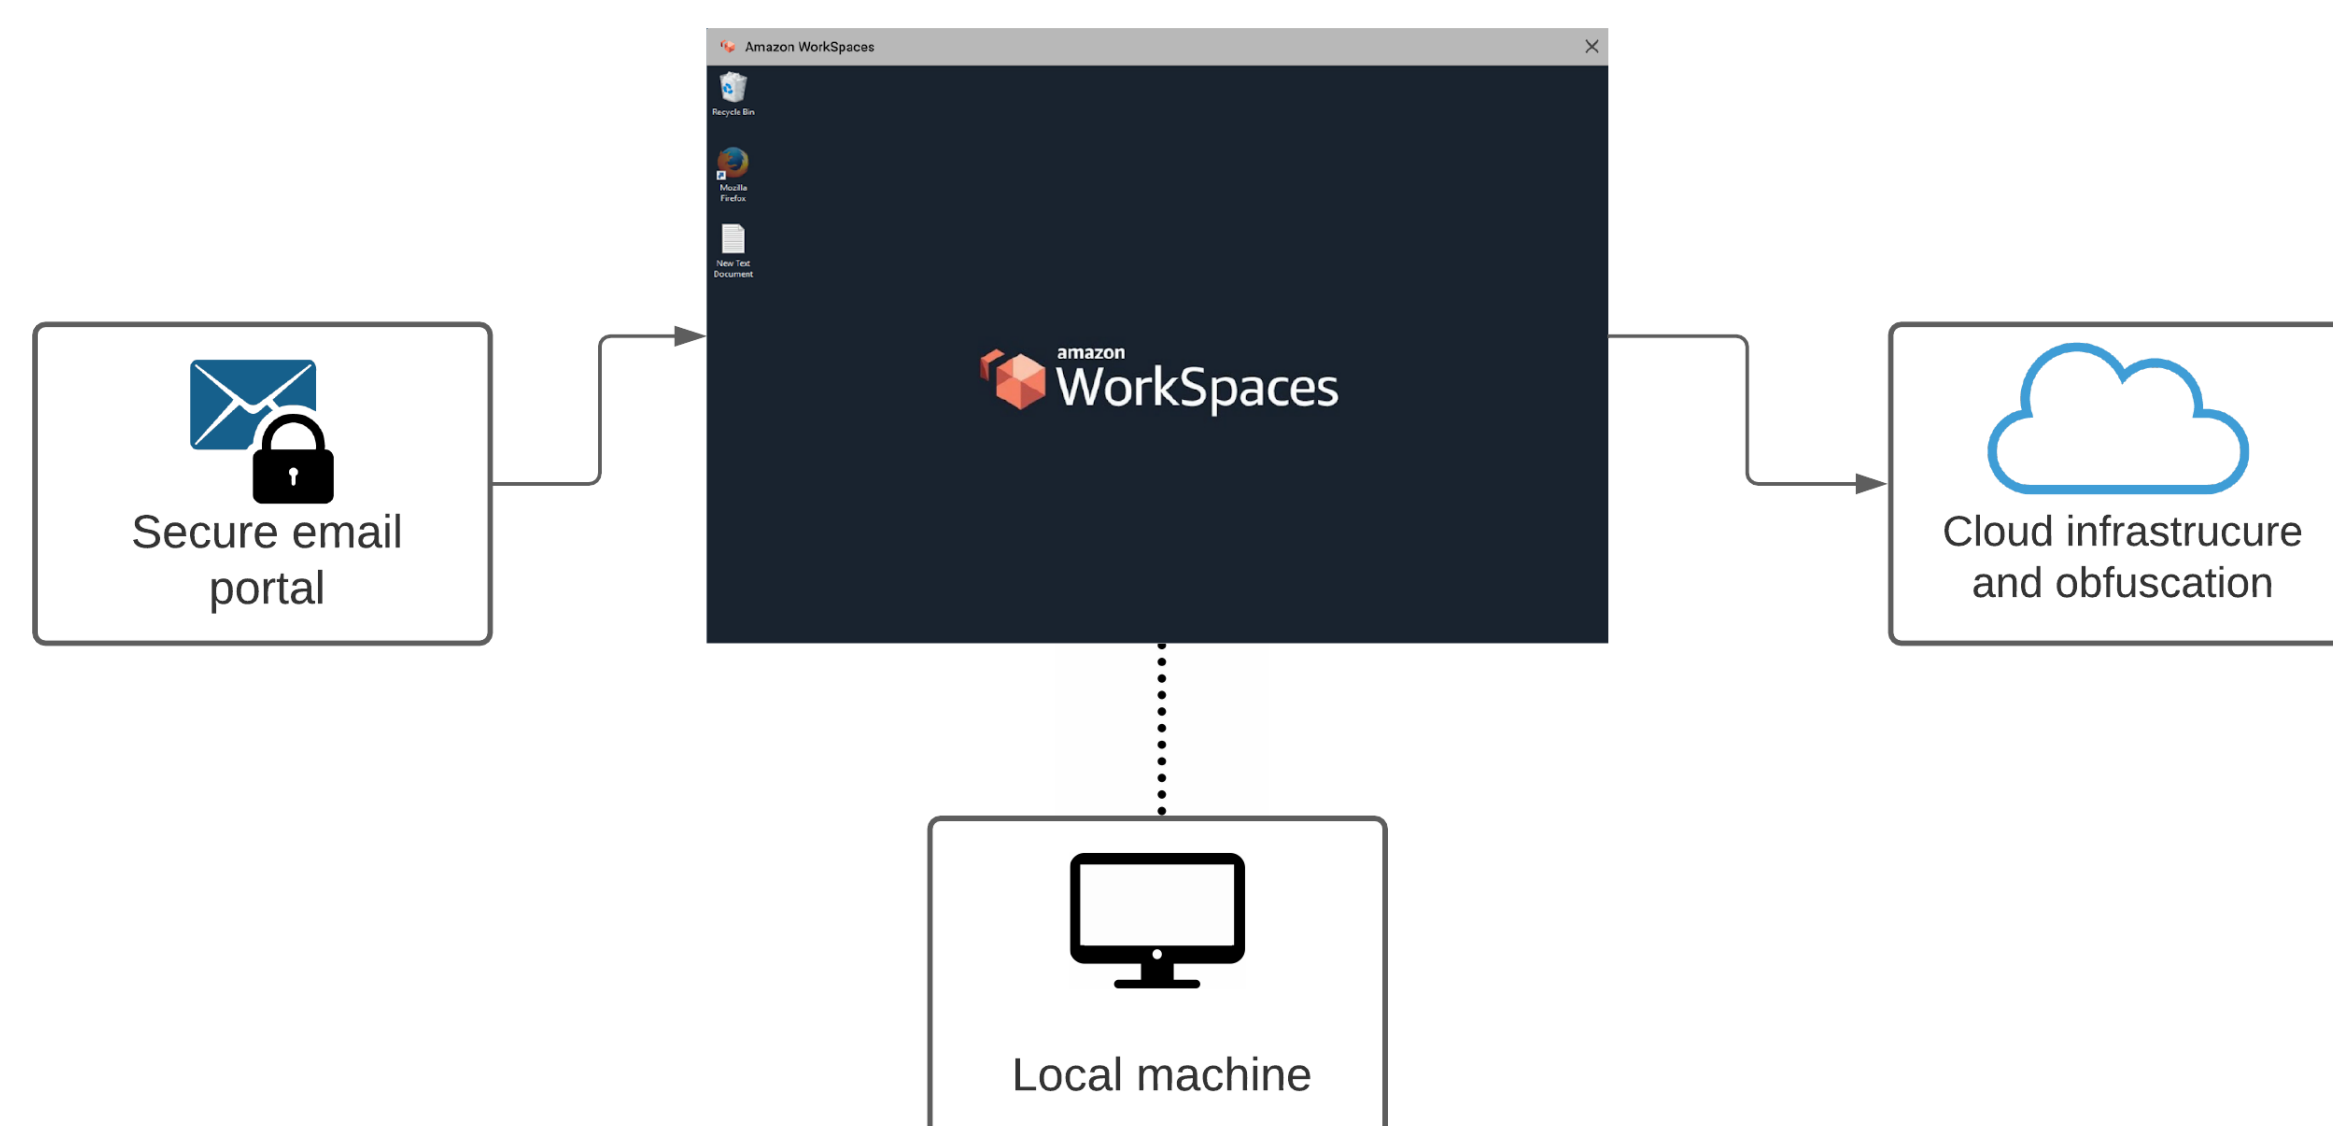 Amazon WorkSpaces
Recycle Bin
Mozilla
Firefox
New Text
Document
amazon
WorkSpaces
Secure email
portal
Cloud infrastrucure
and obfuscation
Local machine